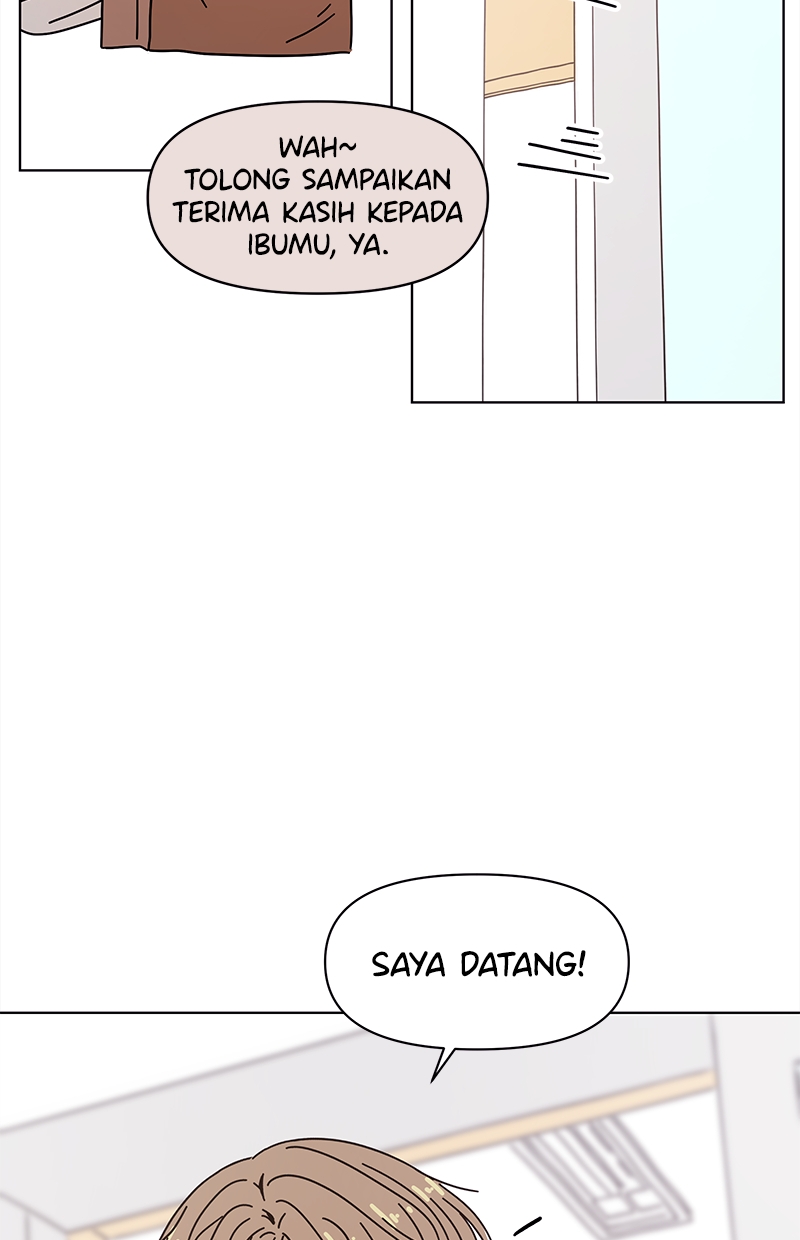 WAH~
TOLONG SAMPAIKAN
TERIMA KASIH KEPADA
IBUMU, YA.
SAYA DATANG!